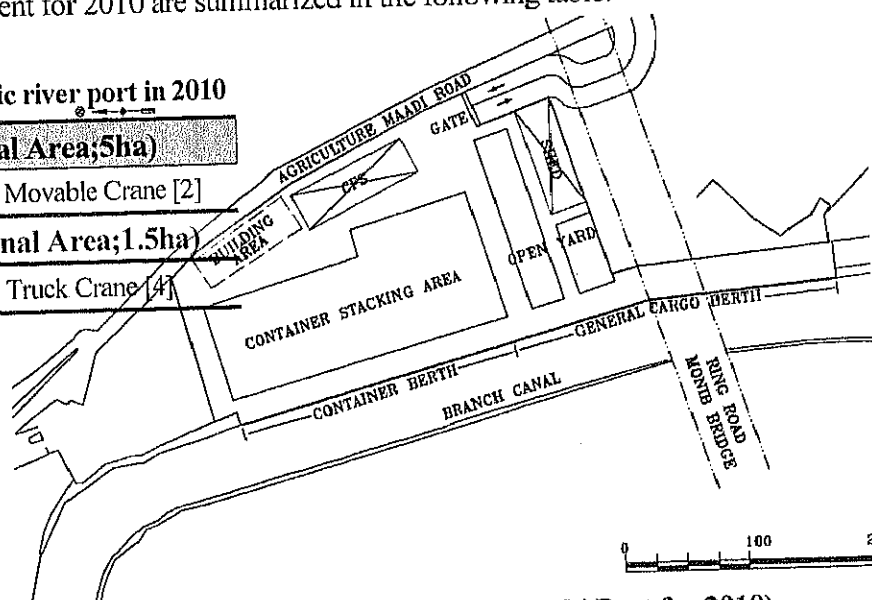 ent for 2010 are summarized in the following table.
ic river port in 2010
al Area;5ha)
Movable Crane [2]
nal Area;1.5ha)
Truck Crane [4]
AGRICULTURE MAADI ROAD
GATE
SHED
CFS
BUILDING
AREA
OPEN YARD
CONTAINER STACKING AREA
GENERAL CARGO BERTH
CONTAINER BERTH
BRANCH CANAL
RING ROAD
MONIB BRIDGE
0 100 2
for 2010)